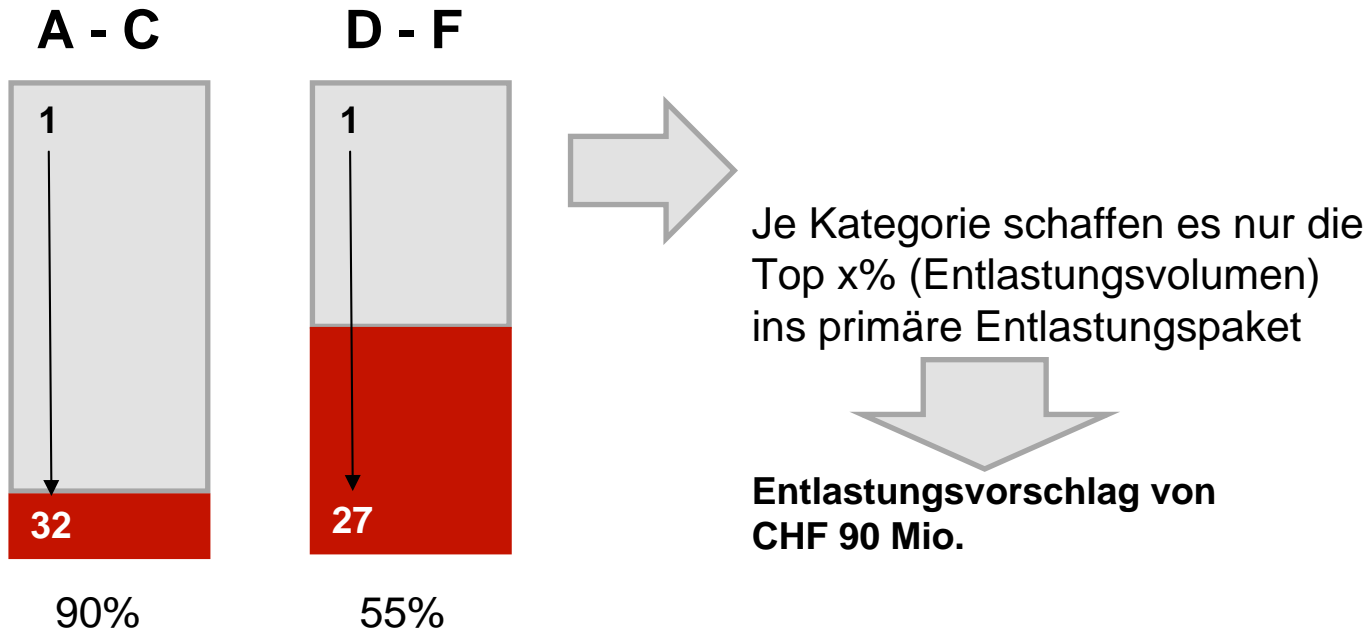 A - C
D - F
1
1
32
27
90%
55%
Je Kategorie schaffen es nur die
Top x% (Entlastungsvolumen)
ins primäre Entlastungspaket
Entlastungsvorschlag von
CHF 90 Mio.